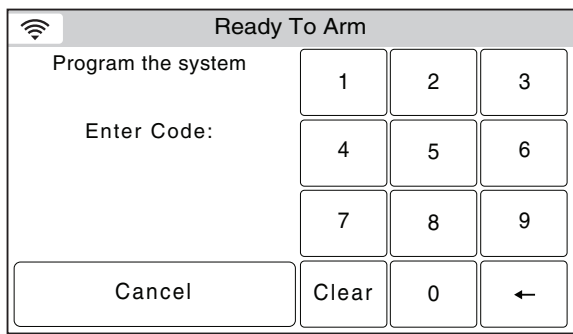 Ready To Arm
Program the system
Enter Code:
1 2 3
4 5 6
7 8 9
Cancel Clear 0 ←